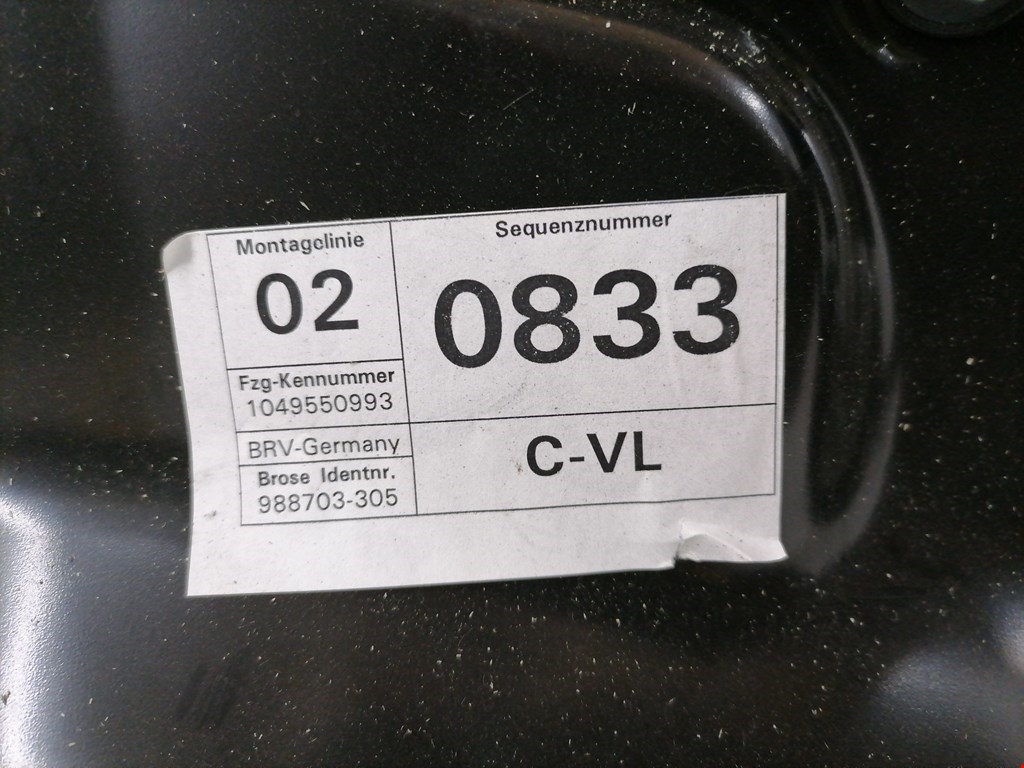 Montagelinie
02
Fzg-Kennummer
1049550993
BRV-Germany
Brose Identnr.
988703-305
Sequenznummer
0833
C-VL